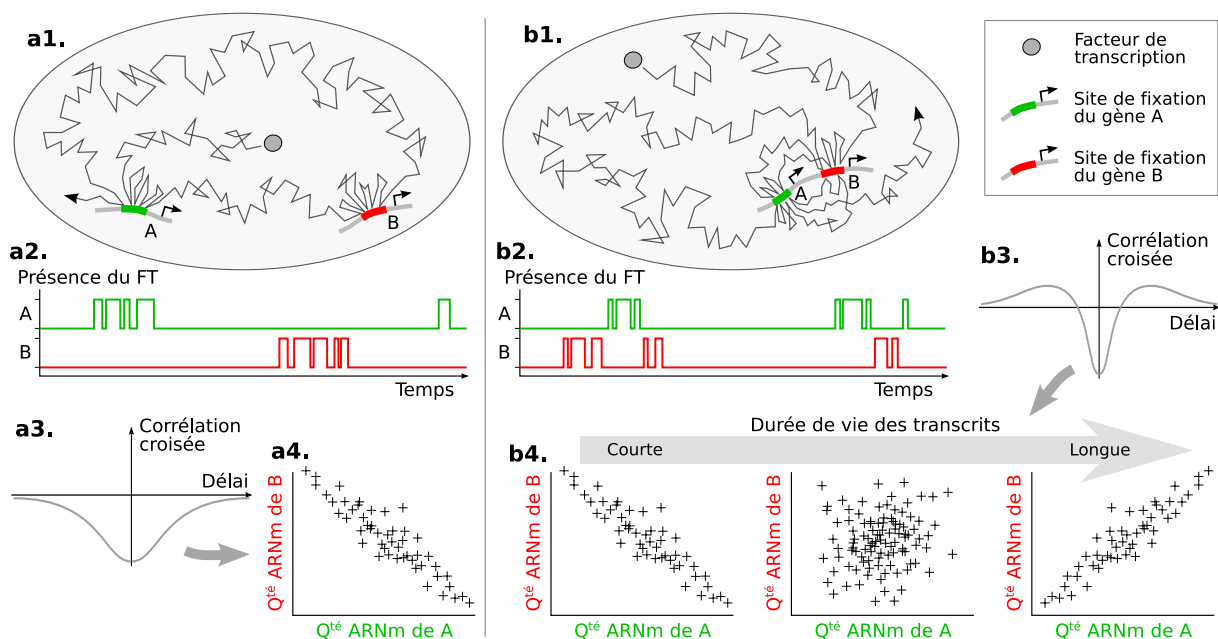 a1.
A
B
b1.
A
B
Facteur de
transcription
Site de fixation
du gène A
Site de fixation
du gène B
a2.
Présence du FT
A
B
Temps
b2.
A
B
Temps
b3.
Corrélation
croisée
Délai
a3.
Corrélation
croisée
Délai
a4.
Qté ARNm de B
Qté ARNm de A
b4.
Durée de vie des transcrits
Courte
Longue
Qté ARNm de B
Qté ARNm de A
Qté ARNm de B
Qté ARNm de A
Qté ARNm de B
Qté ARNm de A